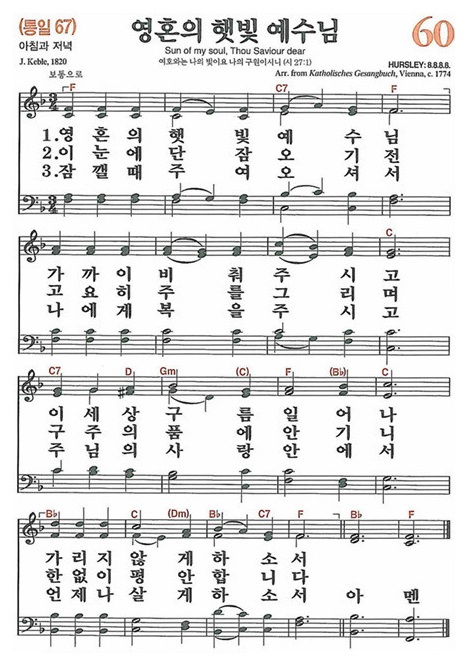 (통일 67)
영혼의 햇빛 예수님
60
아침과 저녁
Sun of my soul, Thou Saviour dear
J. Keble, 1820
여호와는 나의 빛이요 나의 구원이시니 (시 27:1)
HURSLEY: 8.8.8.8.
보통으로
Arr. from Katholisches Gesangbuch, Vienna, c. 1774
F C7 F
1.영 혼 의 햇 빛 예 수 님
2.이 눈 에 단 잠 오 기 전
3.잠 깰 때 주 여 오 셔 서
C
가 까 이 비 춰 주 시 고
고 요 히 주 를 그 리 며
나 에 게 복 을 주 시 고
C7 D Gm (C) F (B♭) C
이 세 상 구 름 일 어 나
구 주 의 품 에 안 기 니
주 님 의 사 랑 안 에 서
B♭ C (Dm) B♭ C7 F B♭ F
가 리 지 않 게 하 소 서
한 없 이 평 안 합 니 다
언 제 나 살 게 하 소 서 아 멘